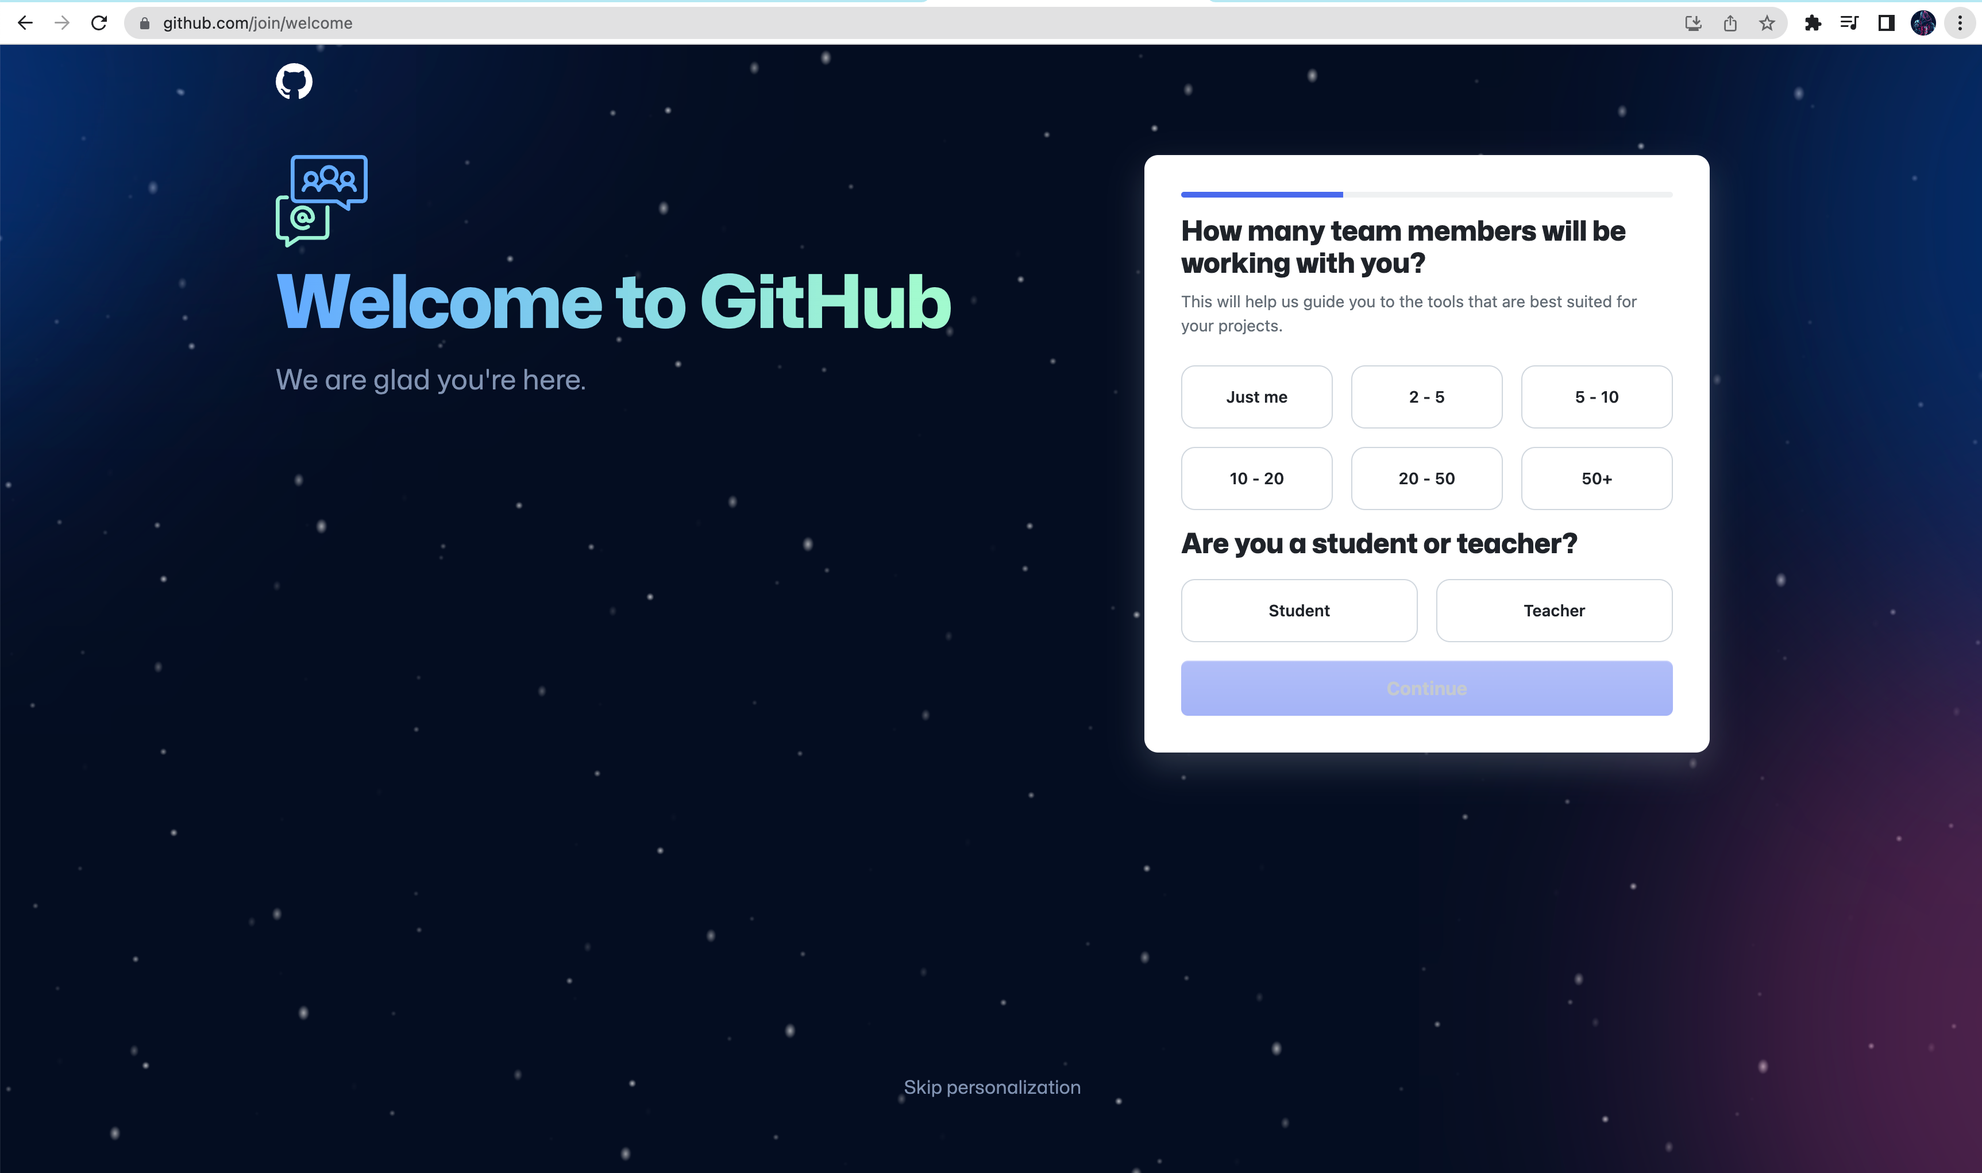 github.com/join/welcome
Welcome to GitHub
We are glad you're here.
How many team members will be
working with you?
This will help us guide you to the tools that are best suited for
your projects.
Just me
2 - 5
5 - 10
10 - 20
20 - 50
50+
Are you a student or teacher?
Student
Teacher
Continue
Skip personalization